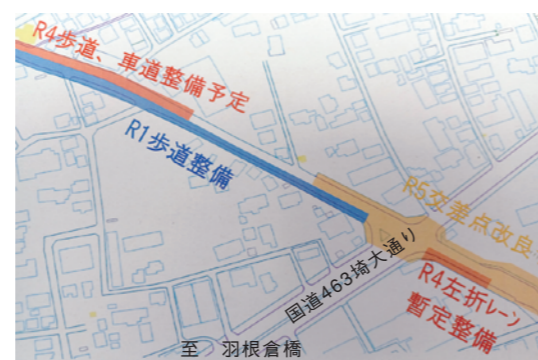 R4歩道、車道整備予定
R1歩道整備
R5交差点改良
国道463埼大通り
R4左折レーン
暫定整備
至 羽根倉橋